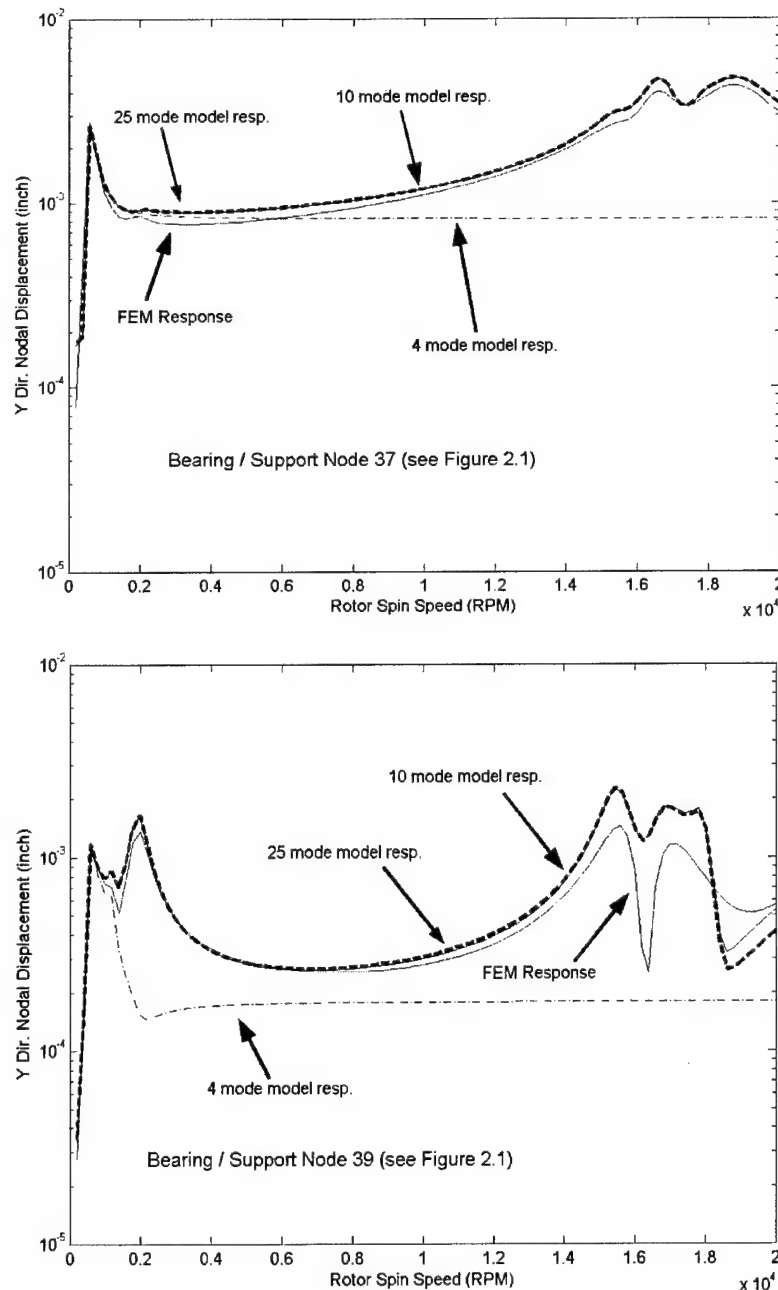 10^-2
25 mode model resp.
10 mode model resp.
10^-3
FEM Response
4 mode model resp.
10^-4
Bearing / Support Node 37 (see Figure 2.1)
10^-5
Y Dir. Nodal Displacement (inch)
0 0.2 0.4 0.6 0.8 1 1.2 1.4 1.6 1.8 2
Rotor Spin Speed (RPM)
x 10^4
10^-2
10 mode model resp.
25 mode model resp.
10^-3
FEM Response
10^-4
4 mode model resp.
Bearing / Support Node 39 (see Figure 2.1)
10^-5
Y Dir. Nodal Displacement (inch)
0 0.2 0.4 0.6 0.8 1 1.2 1.4 1.6 1.8 2
Rotor Spin Speed (RPM)
x 10^4